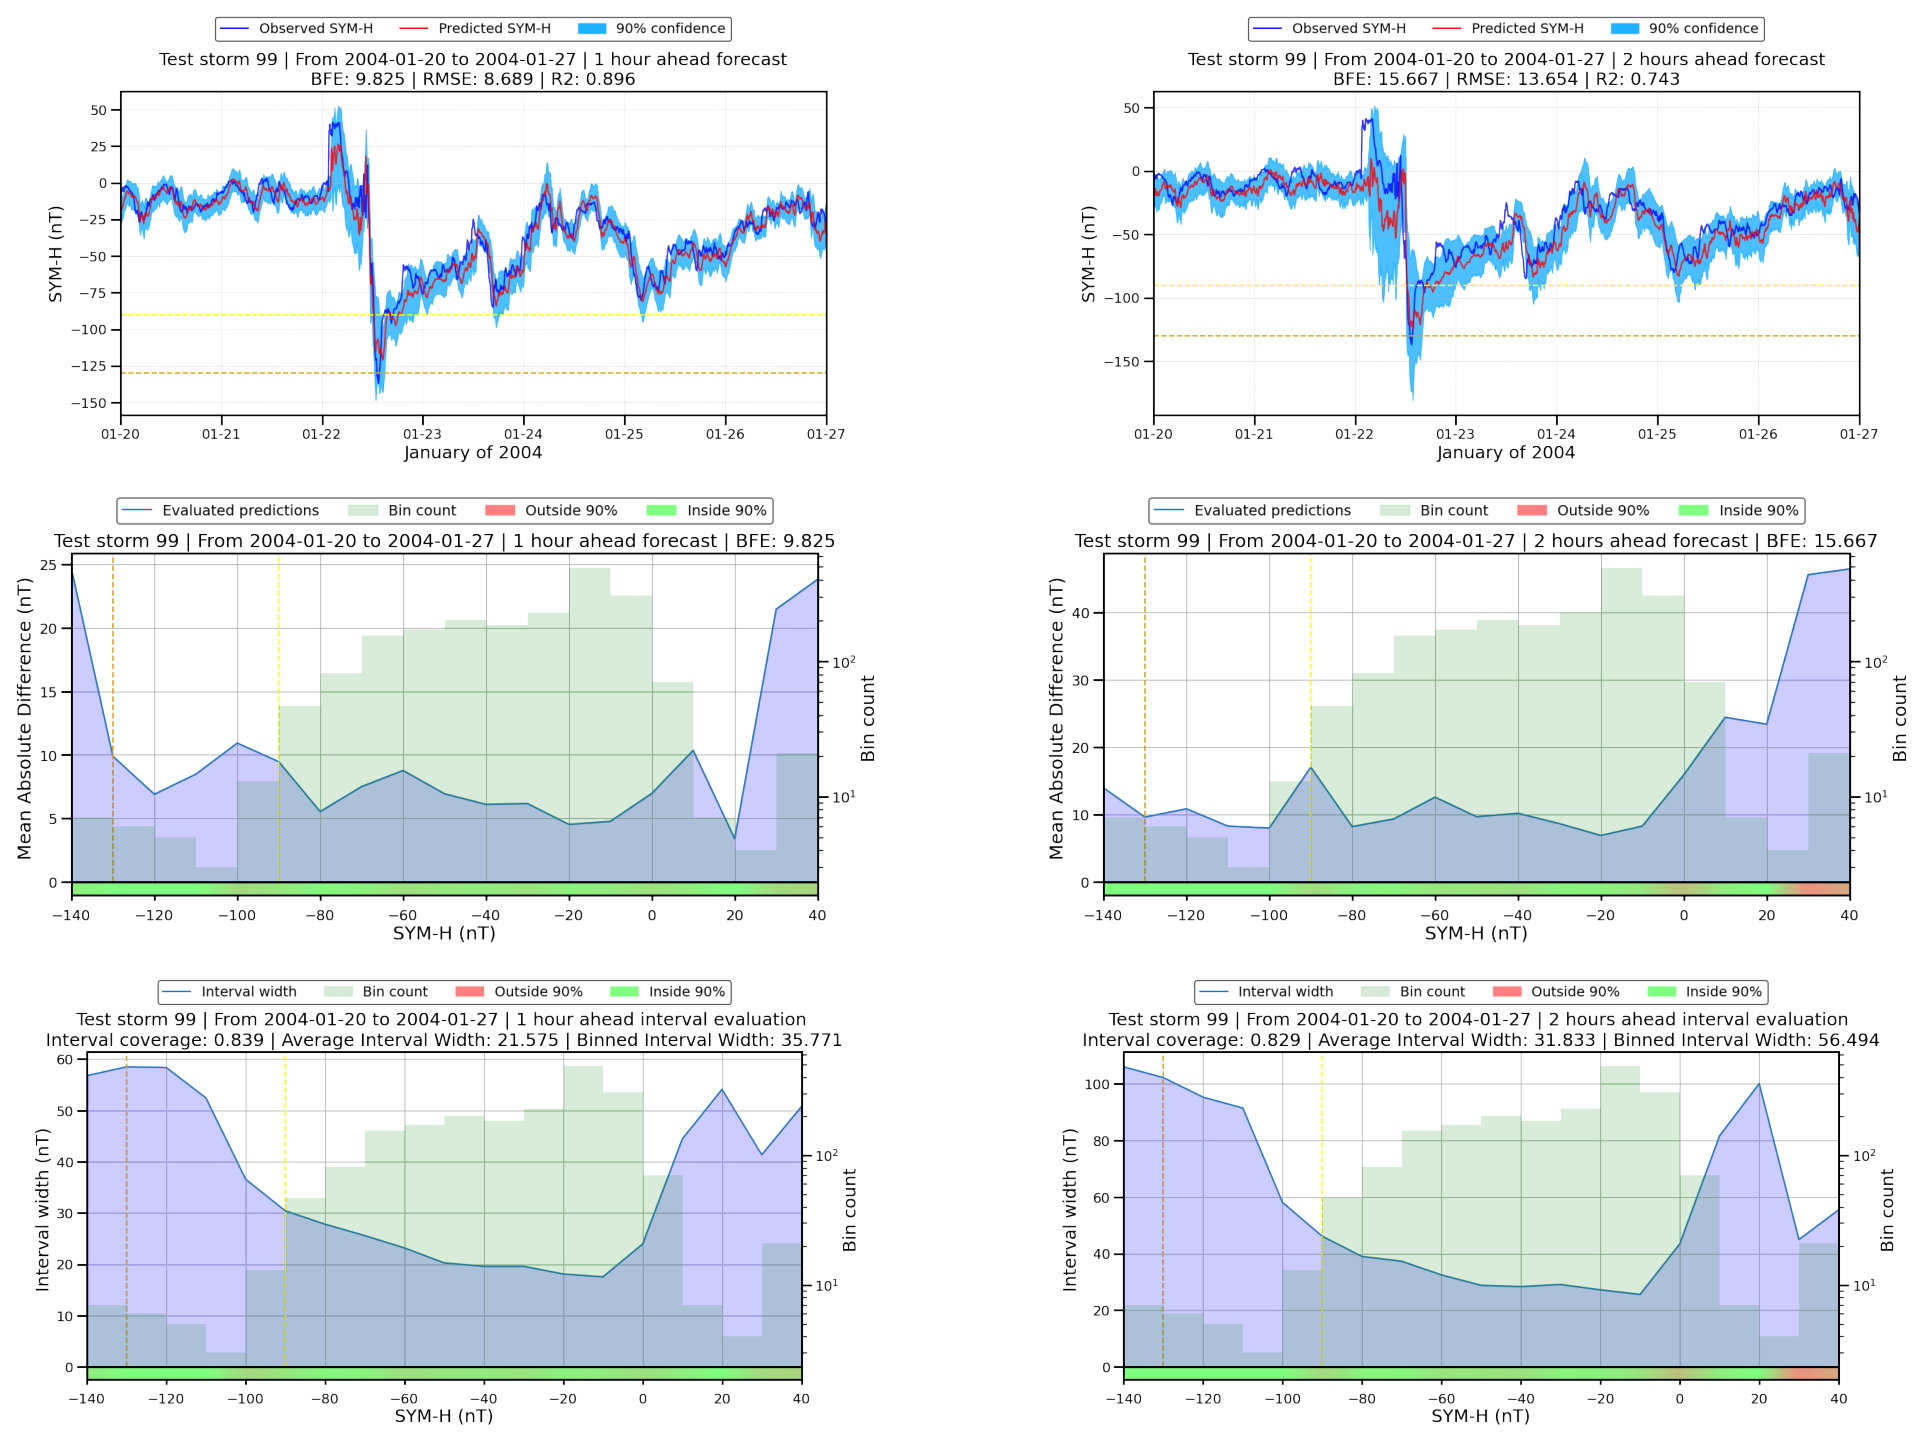 Observed SYM-H Predicted SYM-H 90% confidence
Test storm 99 | From 2004-01-20 to 2004-01-27 | 1 hour ahead forecast
BFE: 9.825 | RMSE: 8.689 | R2: 0.896
SYM-H (nT)
50
25
0
−25
−50
−75
−100
−125
−150
01-20 01-21 01-22 01-23 01-24 01-25 01-26 01-27
January of 2004
Observed SYM-H Predicted SYM-H 90% confidence
Test storm 99 | From 2004-01-20 to 2004-01-27 | 2 hours ahead forecast
BFE: 15.667 | RMSE: 13.654 | R2: 0.743
SYM-H (nT)
50
0
−50
−100
−150
01-20 01-21 01-22 01-23 01-24 01-25 01-26 01-27
January of 2004
Evaluated predictions Bin count Outside 90% Inside 90%
Test storm 99 | From 2004-01-20 to 2004-01-27 | 1 hour ahead forecast | BFE: 9.825
Mean Absolute Difference (nT)
25
20
15
10
5
0
10²
10¹
Bin count
−140 −120 −100 −80 −60 −40 −20 0 20 40
SYM-H (nT)
Evaluated predictions Bin count Outside 90% Inside 90%
Test storm 99 | From 2004-01-20 to 2004-01-27 | 2 hours ahead forecast | BFE: 15.667
Mean Absolute Difference (nT)
40
30
20
10
0
10²
10¹
Bin count
−140 −120 −100 −80 −60 −40 −20 0 20 40
SYM-H (nT)
Interval width Bin count Outside 90% Inside 90%
Test storm 99 | From 2004-01-20 to 2004-01-27 | 1 hour ahead interval evaluation
Interval coverage: 0.839 | Average Interval Width: 21.575 | Binned Interval Width: 35.771
Interval width (nT)
60
50
40
30
20
10
0
10²
10¹
Bin count
−140 −120 −100 −80 −60 −40 −20 0 20 40
SYM-H (nT)
Interval width Bin count Outside 90% Inside 90%
Test storm 99 | From 2004-01-20 to 2004-01-27 | 2 hours ahead interval evaluation
Interval coverage: 0.829 | Average Interval Width: 31.833 | Binned Interval Width: 56.494
Interval width (nT)
100
80
60
40
20
0
10²
10¹
Bin count
−140 −120 −100 −80 −60 −40 −20 0 20 40
SYM-H (nT)